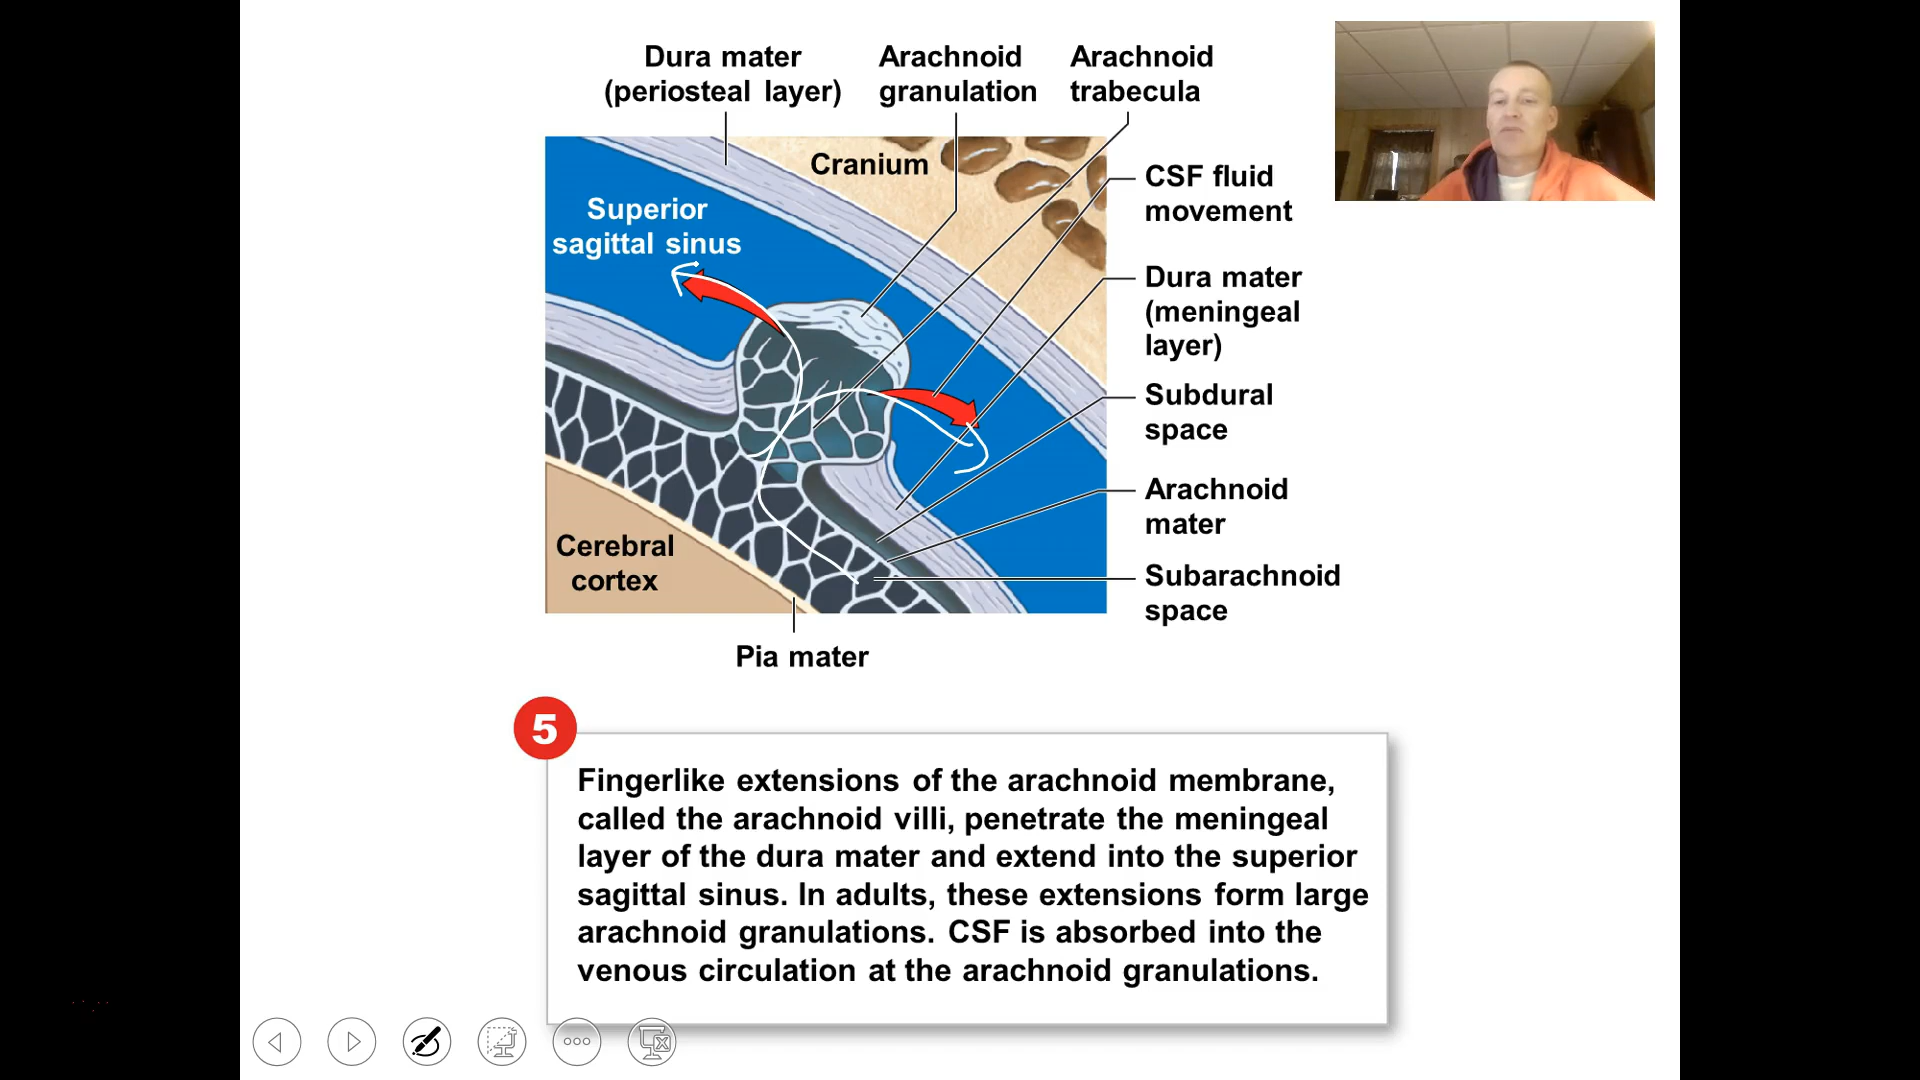 Dura mater
(periosteal layer)
Arachnoid
granulation
Arachnoid
trabecula
Cranium
CSF fluid
movement
Superior
sagittal sinus
Dura mater
(meningeal
layer)
Subdural
space
Arachnoid
mater
Cerebral
cortex
Subarachnoid
space
Pia mater
5
Fingerlike extensions of the arachnoid membrane,
called the arachnoid villi, penetrate the meningeal
layer of the dura mater and extend into the superior
sagittal sinus. In adults, these extensions form large
arachnoid granulations. CSF is absorbed into the
venous circulation at the arachnoid granulations.